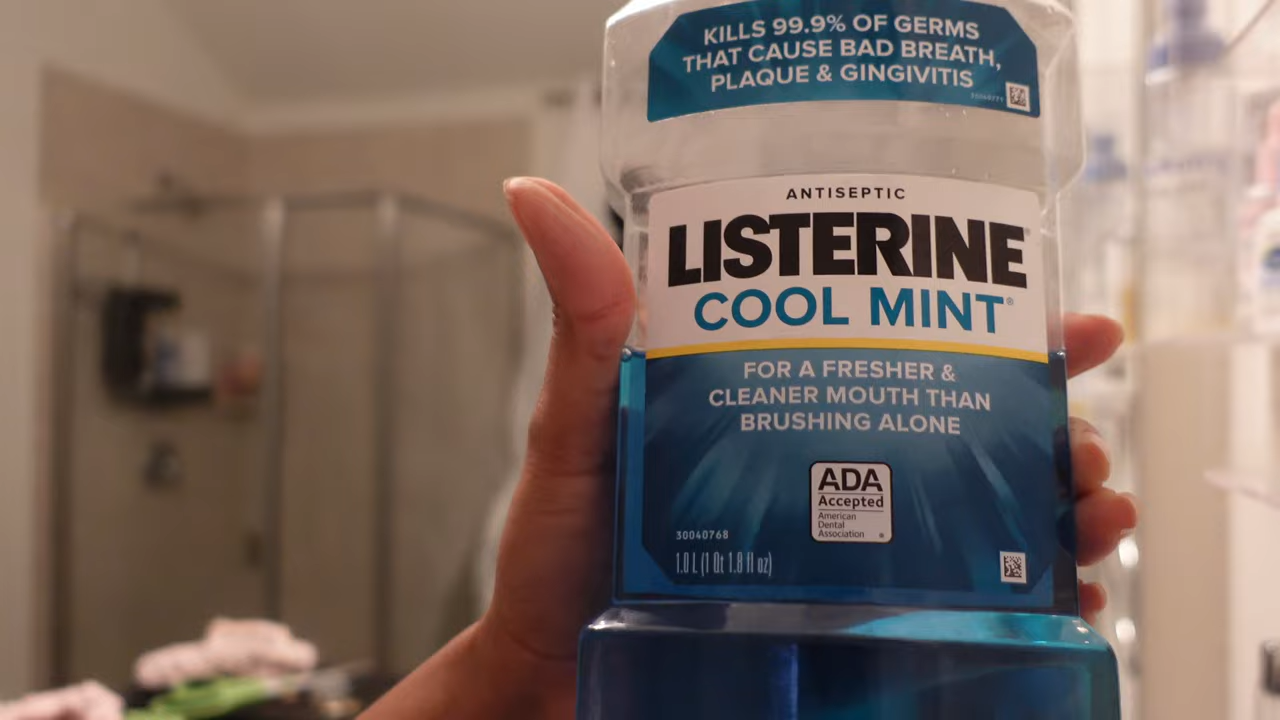 KILLS 99.9% OF GERMS
THAT CAUSE BAD BREATH,
PLAQUE & GINGIVITIS
ANTISEPTIC
LISTERINE
COOL MINT®
FOR A FRESHER &
CLEANER MOUTH THAN
BRUSHING ALONE
ADA
Accepted
American
Dental
Association ®
30040768
1.0 L (1 Qt 1.8 fl oz)